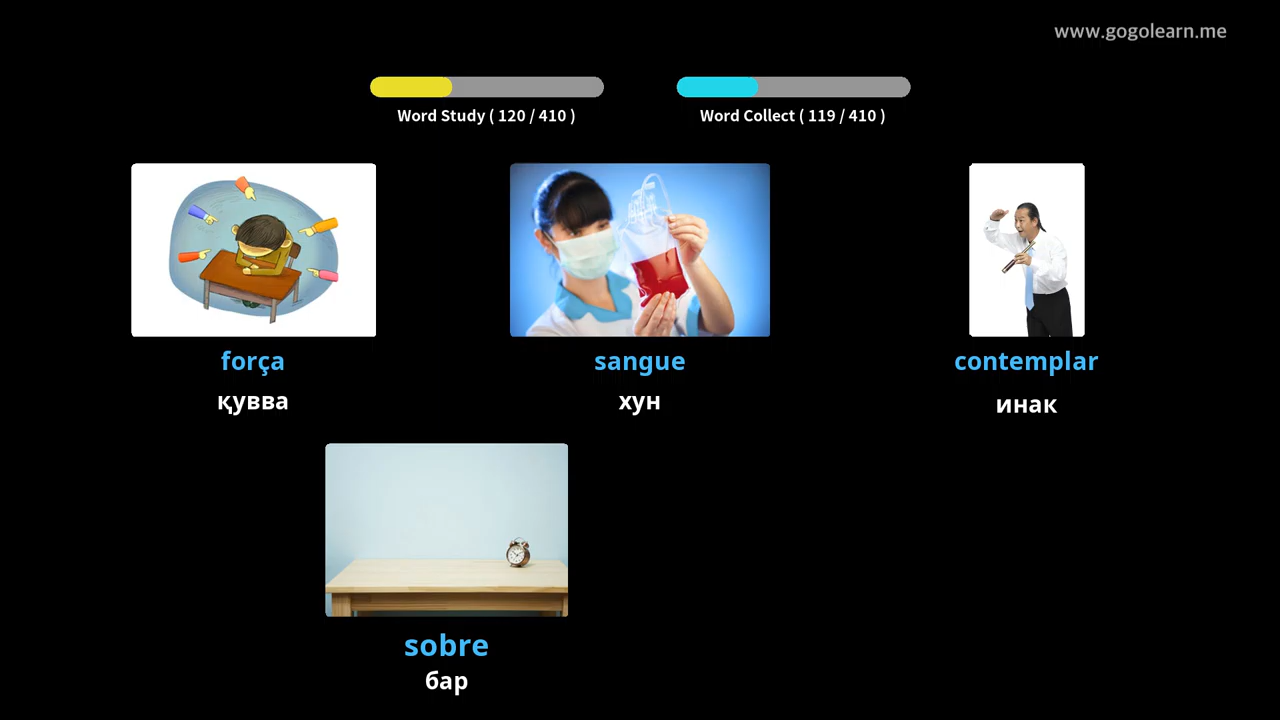 www.gogolearn.me
Word Study ( 120 / 410 )
Word Collect ( 119 / 410 )
força
қувва
sangue
хун
contemplar
инак
sobre
бар